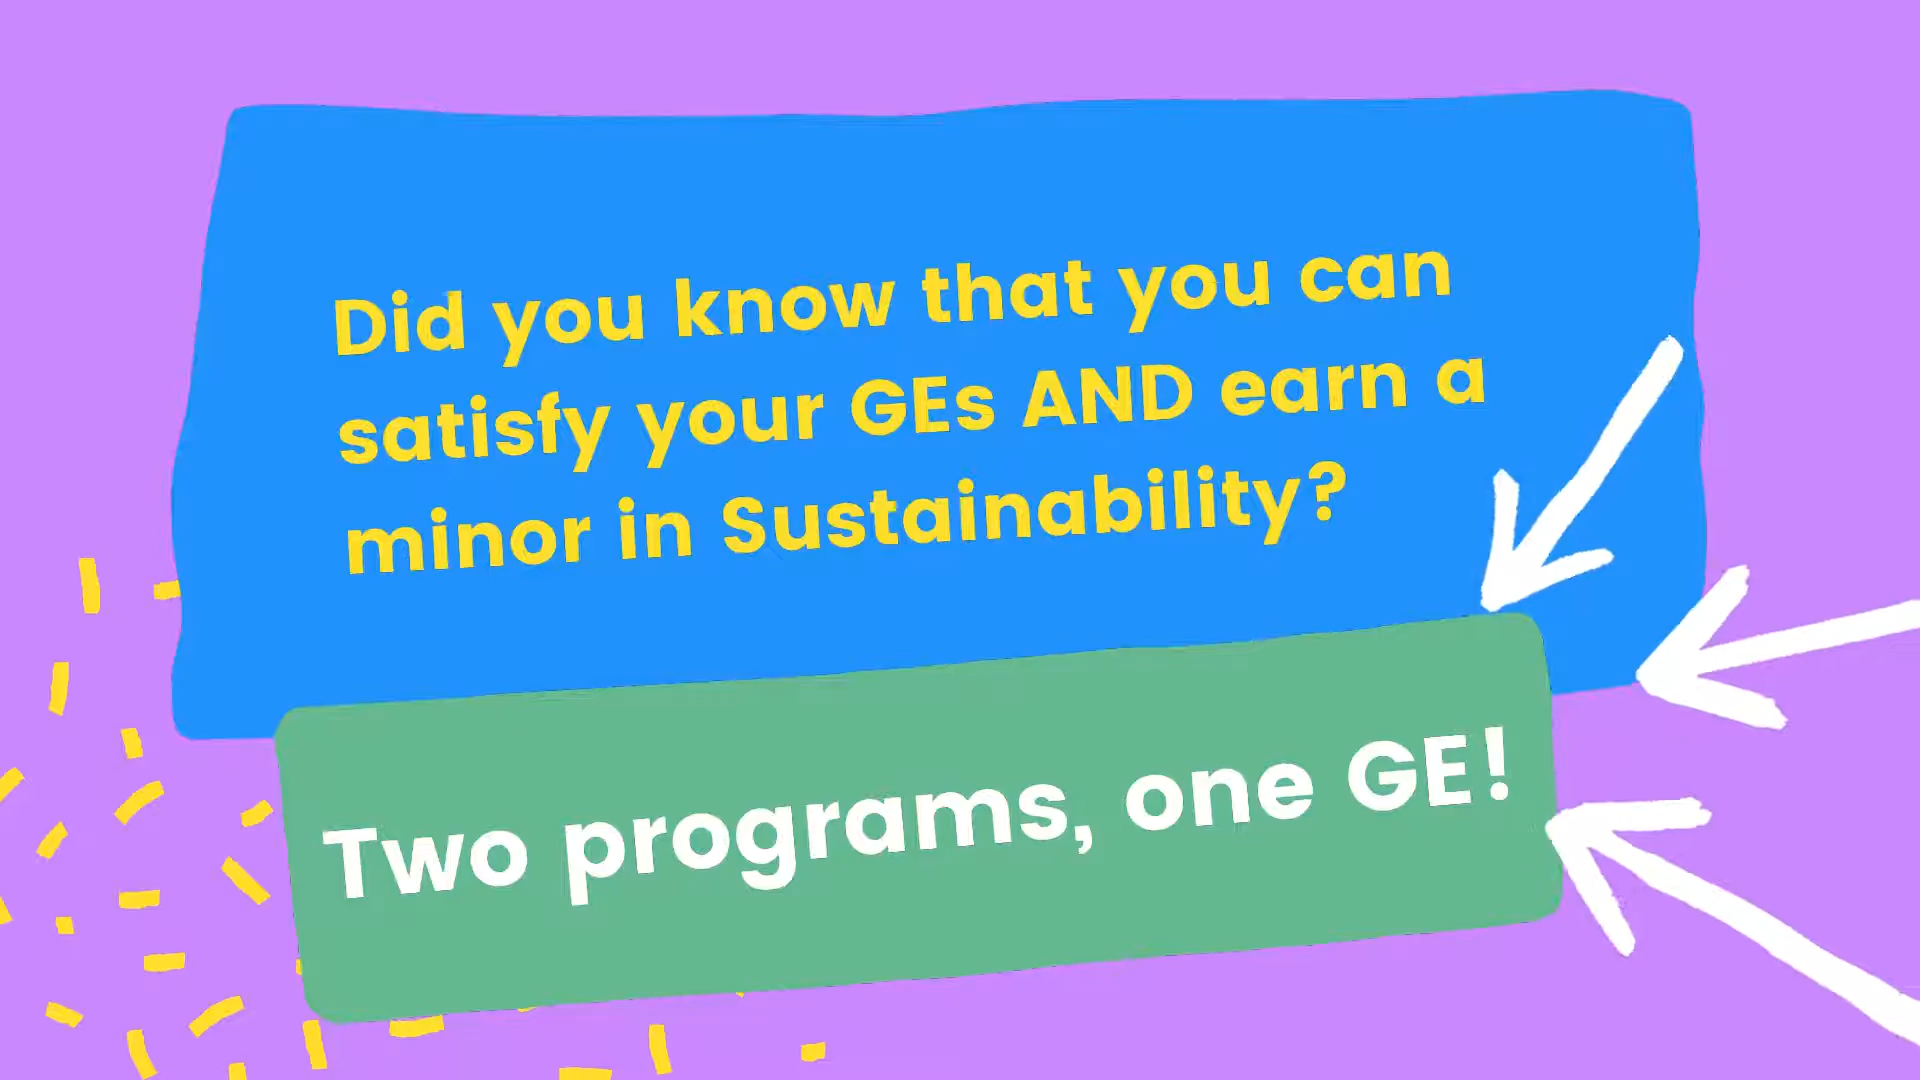 Did you know that you can
satisfy your GEs AND earn a
minor in Sustainability?
Two programs, one GE!